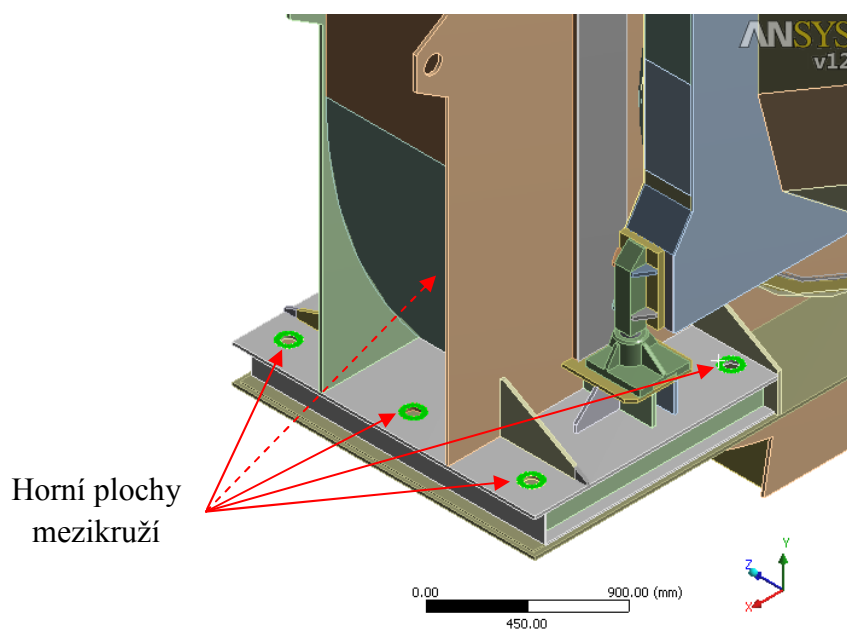 ANSYS
v12
Horní plochy
mezikruží
0.00
900.00 (mm)
450.00
Y
Z
X